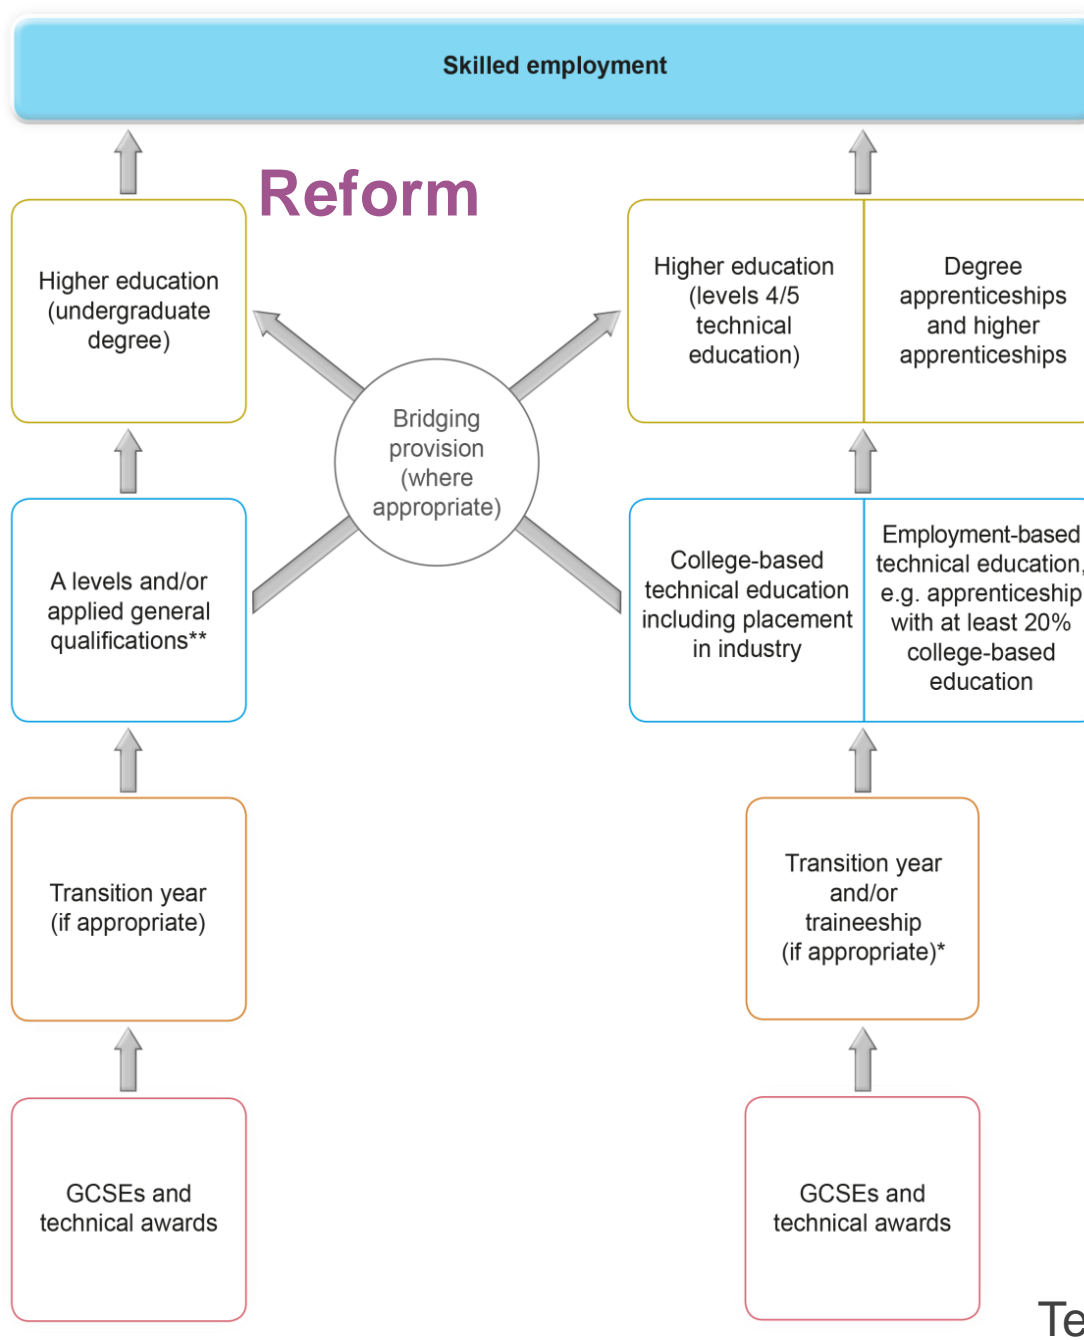 Skilled employment
Reform
Higher education
(undergraduate
degree)
Higher education
(levels 4/5
technical
education)
Degree
apprenticeships
and higher
apprenticeships
Bridging
provision
(where
appropriate)
A levels and/or
applied general
qualifications**
College-based
technical education
including placement
in industry
Employment-based
technical education,
e.g. apprenticeship
with at least 20%
college-based
education
Transition year
(if appropriate)
Transition year
and/or
traineeship
(if appropriate)*
GCSEs and
technical awards
GCSEs and
technical awards
Te